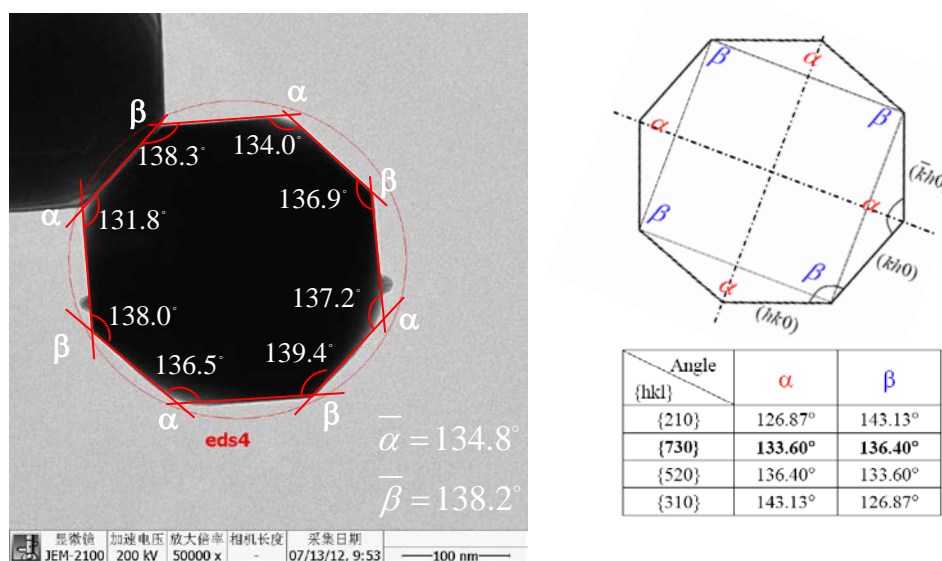 α
β
134.0°
138.3°
β
136.9°
α
131.8°
137.2°
138.0°
α
β
139.4°
136.5°
α
β
eds4
α̅ = 134.8°
β̅ = 138.2°
显微镜 加速电压 放大倍率 相机长度 采集日期
JEM-2100 200 kV 50000 x - 07/13/12, 9:53 100 nm
α
β
β
α
(k̅h0)
α
β
(kh0)
β
α
(hk0)
Angle α β
{hkl}
{210} 126.87° 143.13°
{730} 133.60° 136.40°
{520} 136.40° 133.60°
{310} 143.13° 126.87°